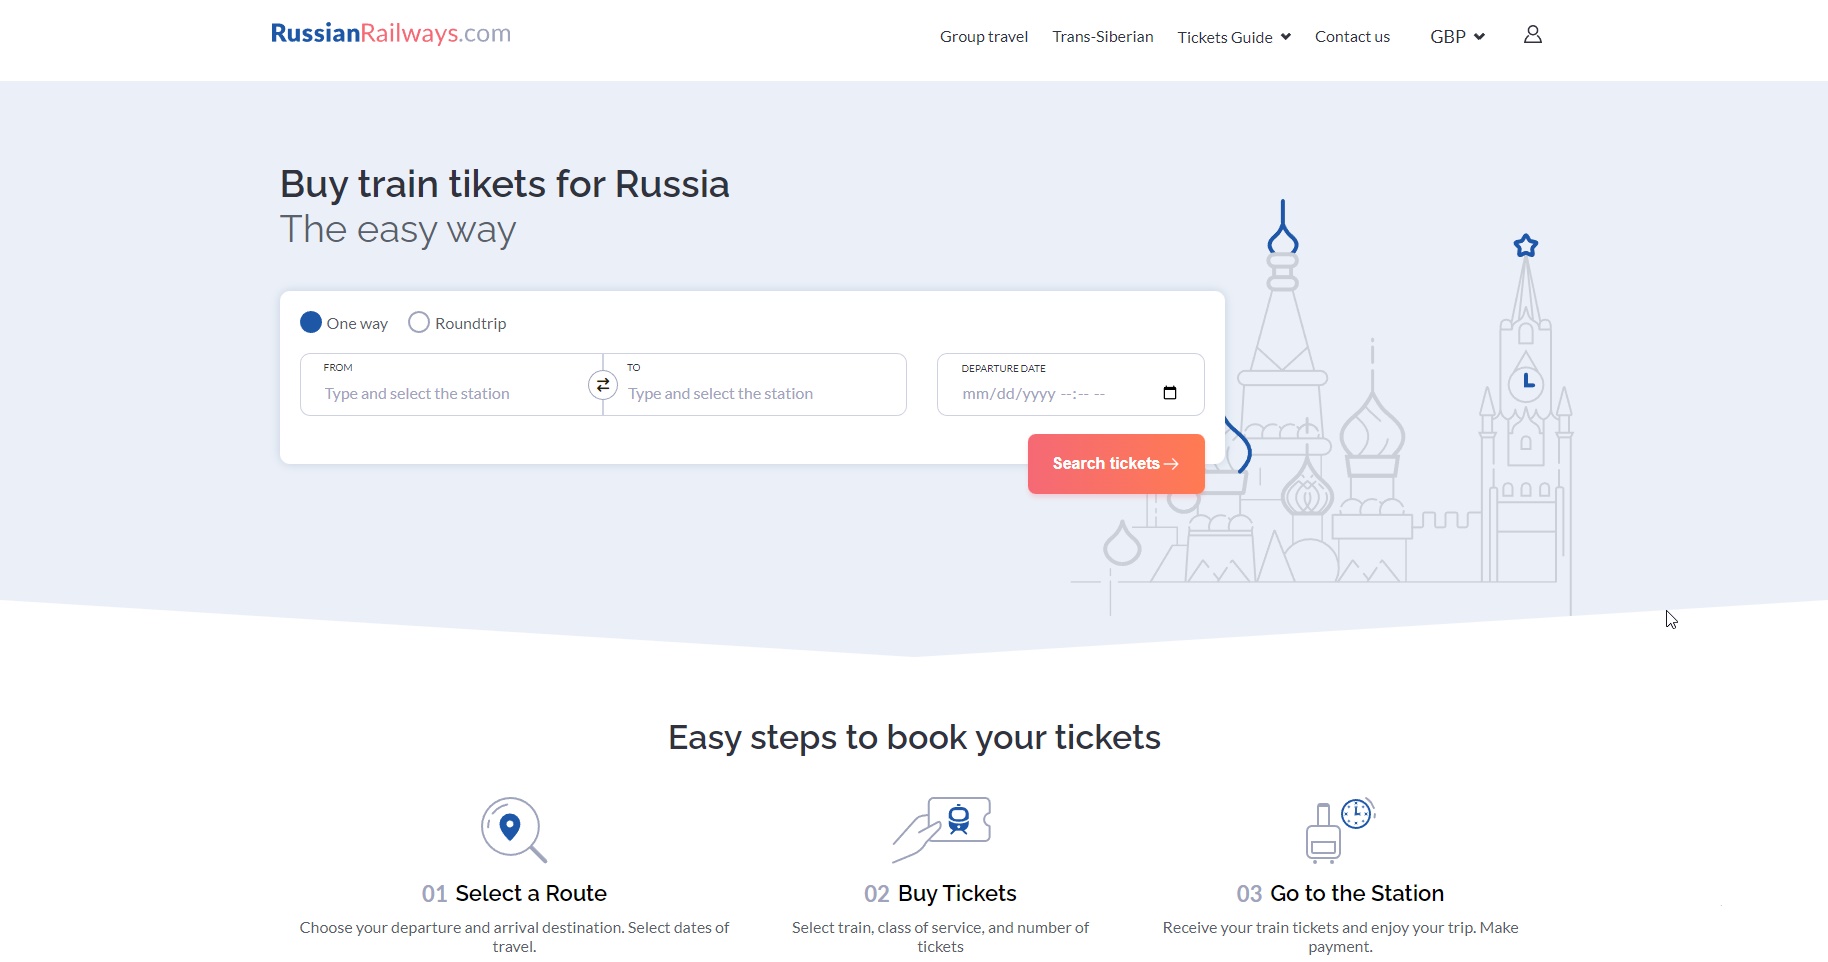 RussianRailways.com
Group travel
Trans-Siberian
Tickets Guide
Contact us
GBP
Buy train tikets for Russia
The easy way
One way
Roundtrip
FROM
Type and select the station
TO
Type and select the station
DEPARTURE DATE
mm/dd/yyyy --:-- --
Search tickets
Easy steps to book your tickets
01 Select a Route
Choose your departure and arrival destination. Select dates of
travel.
02 Buy Tickets
Select train, class of service, and number of
tickets
03 Go to the Station
Receive your train tickets and enjoy your trip. Make
payment.